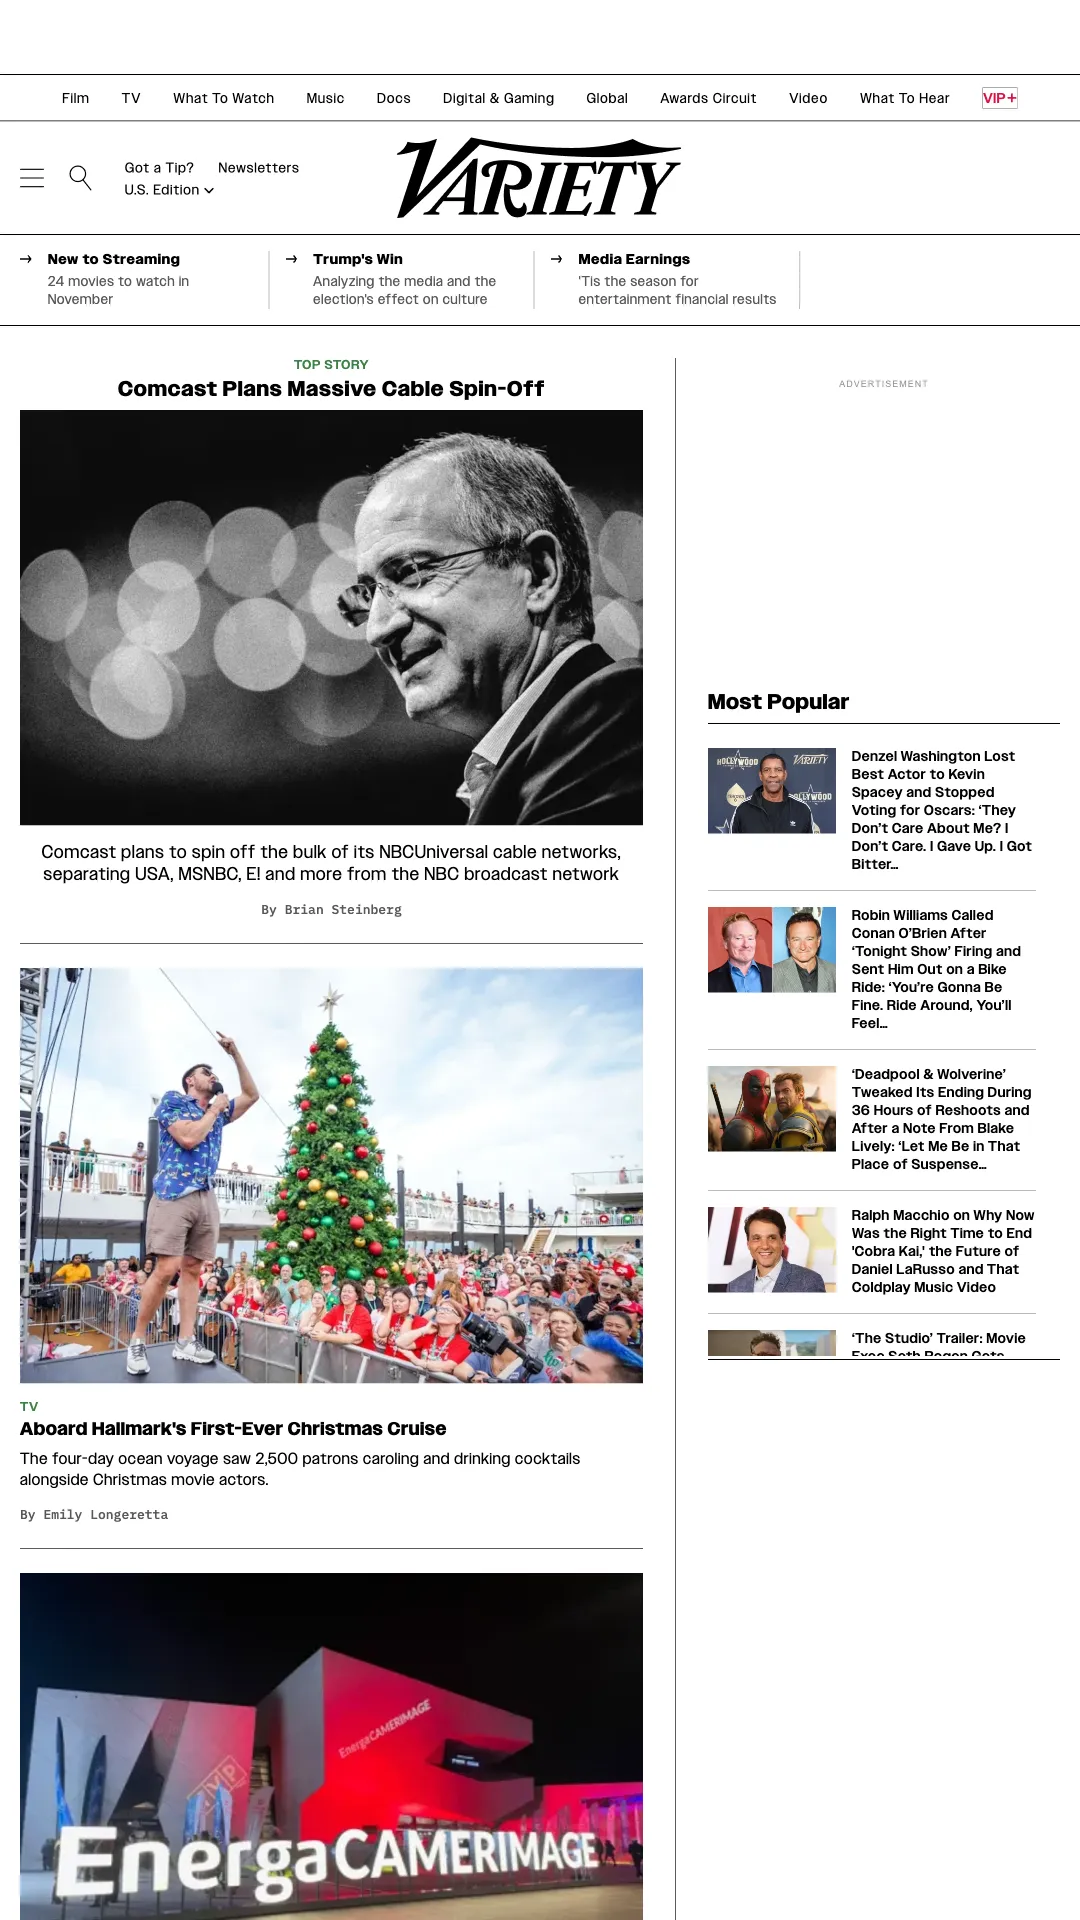 Film
TV
What To Watch
Music
Docs
Digital & Gaming
Global
Awards Circuit
Video
What To Hear
VIP+
Got a Tip?
Newsletters
U.S. Edition
VARIETY
→ New to Streaming
24 movies to watch in
November
→ Trump's Win
Analyzing the media and the
election's effect on culture
→ Media Earnings
'Tis the season for
entertainment financial results
TOP STORY
Comcast Plans Massive Cable Spin-Off
Comcast plans to spin off the bulk of its NBCUniversal cable networks,
separating USA, MSNBC, E! and more from the NBC broadcast network
By Brian Steinberg
TV
Aboard Hallmark's First-Ever Christmas Cruise
The four-day ocean voyage saw 2,500 patrons caroling and drinking cocktails
alongside Christmas movie actors.
By Emily Longeretta
EnergaCAMERIMAGE
EnergaCAMERIMAGE
ADVERTISEMENT
Most Popular
HOLLYWOOD
VARIETY
HOLLYWOOD
Denzel Washington Lost
Best Actor to Kevin
Spacey and Stopped
Voting for Oscars: ‘They
Don’t Care About Me? I
Don’t Care. I Gave Up. I Got
Bitter…
Robin Williams Called
Conan O’Brien After
‘Tonight Show’ Firing and
Sent Him Out on a Bike
Ride: ‘You’re Gonna Be
Fine. Ride Around, You’ll
Feel…
‘Deadpool & Wolverine’
Tweaked Its Ending During
36 Hours of Reshoots and
After a Note From Blake
Lively: ‘Let Me Be in That
Place of Suspense…
Ralph Macchio on Why Now
Was the Right Time to End
'Cobra Kai,' the Future of
Daniel LaRusso and That
Coldplay Music Video
‘The Studio’ Trailer: Movie
Exec Seth Rogen Gets